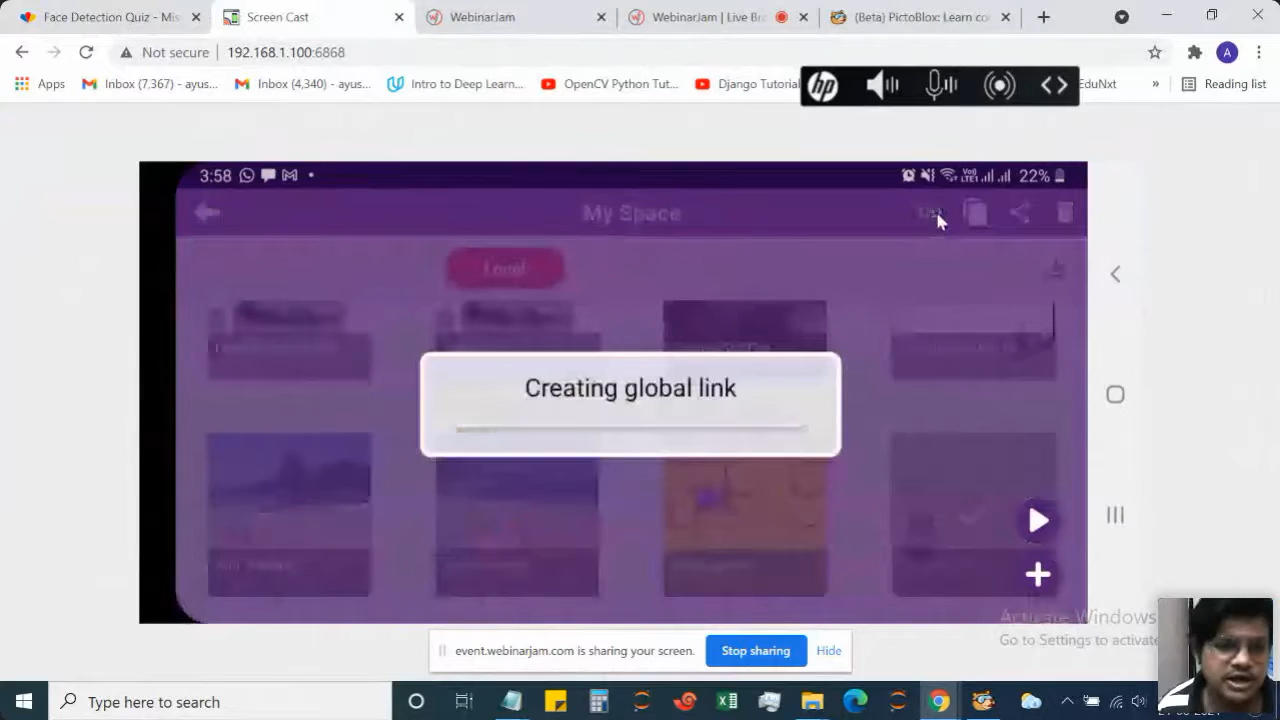 Face Detection Quiz - Mis
Screen Cast
WebinarJam
WebinarJam | Live Br
(Beta) PictoBlox: Learn co
Not secure
192.168.1.100:6868
A
Apps
Inbox (7,367) - ayus...
Inbox (4,340) - ayus...
Intro to Deep Learn...
OpenCV Python Tut...
Django Tutorial
hp
EduNxt
»
Reading list
3:58
22%
My Space
Local
Creating global link
Activate Windows
Go to Settings to activate
event.webinarjam.com is sharing your screen.
Stop sharing
Hide
Type here to search